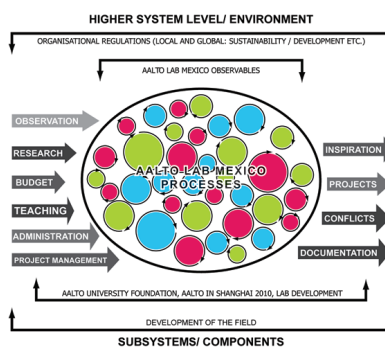 HIGHER SYSTEM LEVEL/ ENVIRONMENT
ORGANISATIONAL REGULATIONS (LOCAL AND GLOBAL: SUSTAINABILITY / DEVELOPMENT ETC.)
AALTO LAB MEXICO OBSERVABLES
OBSERVATION
RESEARCH
BUDGET
TEACHING
ADMINISTRATION
PROJECT MANAGEMENT
AALTO LAB MEXICO
PROCESSES
INSPIRATION
PROJECTS
CONFLICTS
DOCUMENTATION
AALTO UNIVERSITY FOUNDATION, AALTO IN SHANGHAI 2010, LAB DEVELOPMENT
DEVELOPMENT OF THE FIELD
SUBSYSTEMS/ COMPONENTS